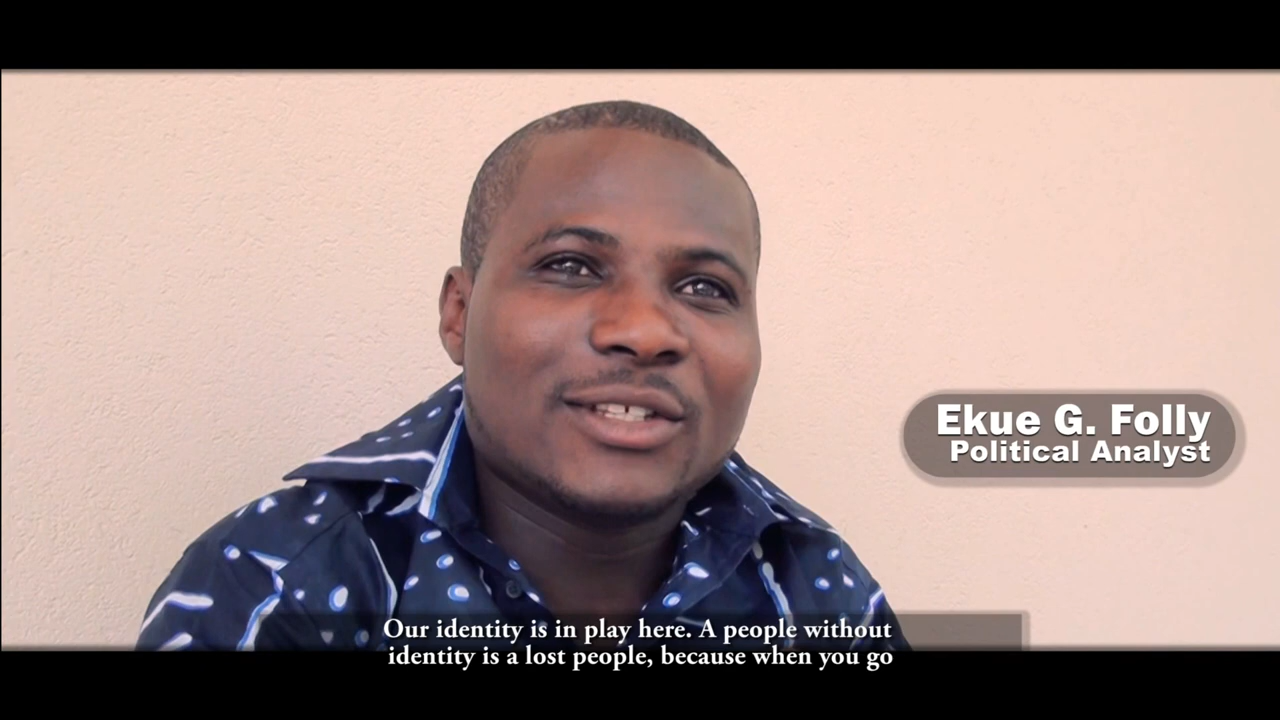 Ekue G. Folly
Political Analyst
Our identity is in play here. A people without
identity is a lost people, because when you go